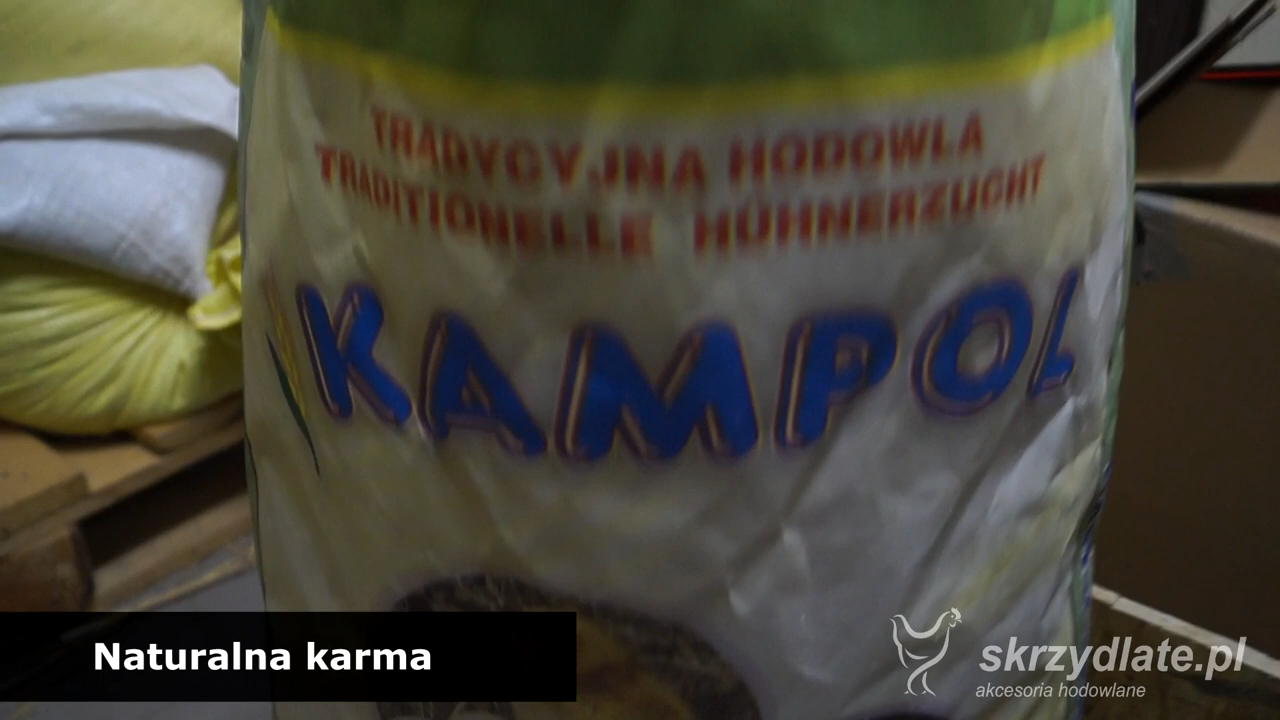 TRADYCYJNA HODOWLA
TRADITIONELLE HÜHNERZUCHT
KAMPOL
Naturalna karma
skrzydlate.pl
akcesoria hodowlane